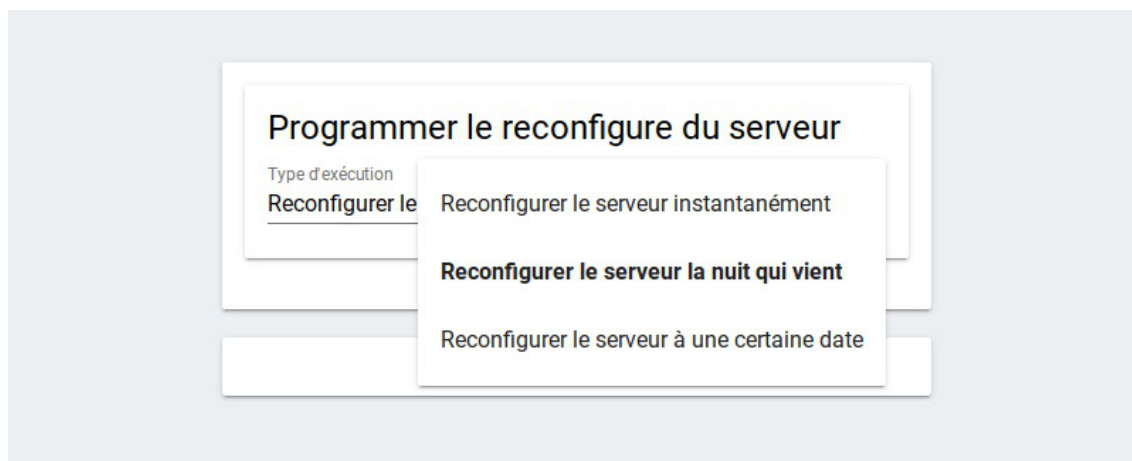 Programmer le reconfigure du serveur
Type d'exécution
Reconfigurer le
Reconfigurer le serveur instantanément
Reconfigurer le serveur la nuit qui vient
Reconfigurer le serveur à une certaine date